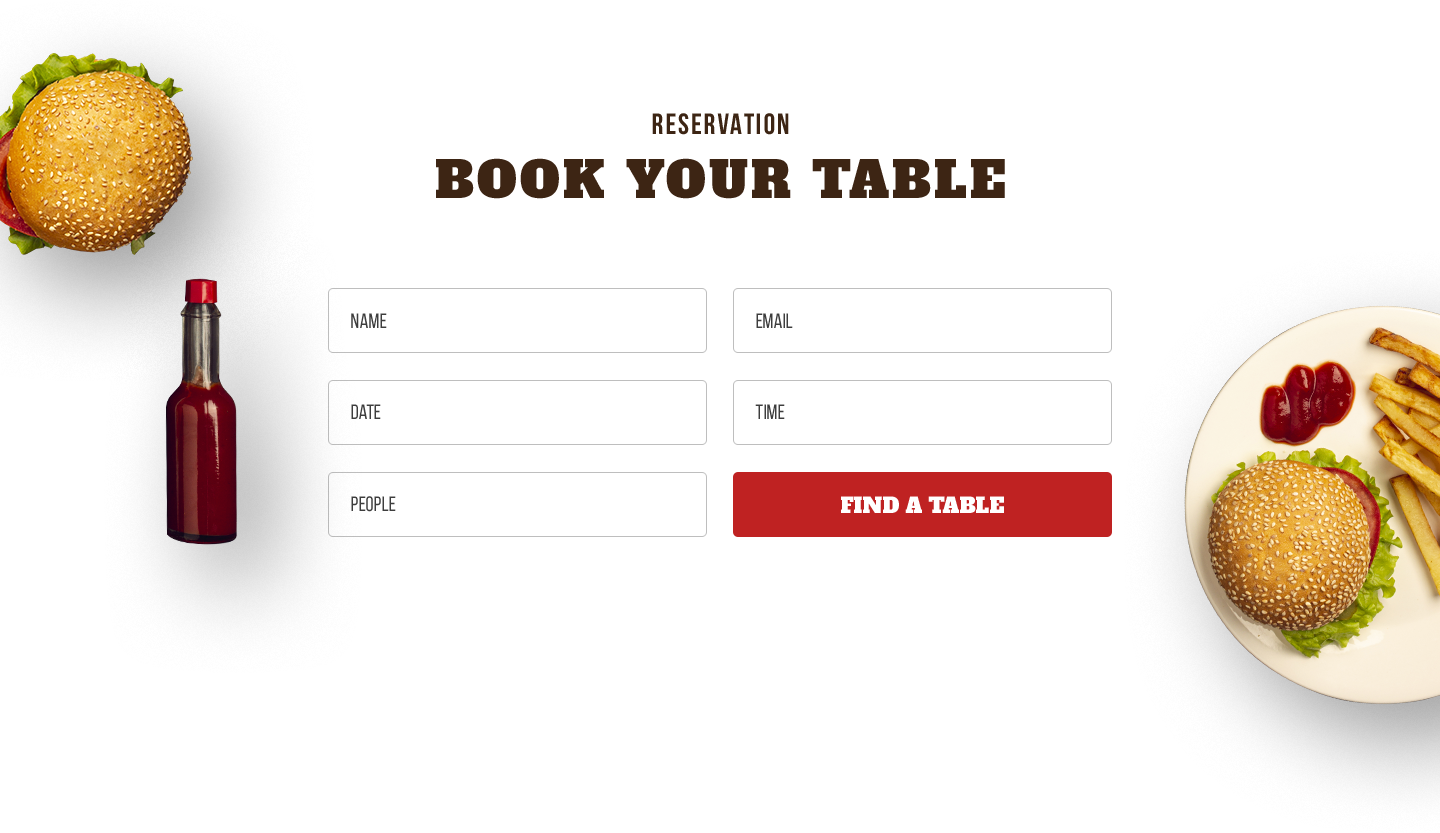 RESERVATION
BOOK YOUR TABLE
NAME
EMAIL
DATE
TIME
PEOPLE
FIND A TABLE